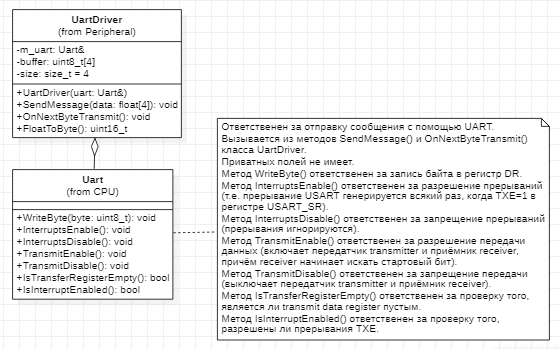 UartDriver
(from Peripheral)
-m_uart: Uart&
-buffer: uint8_t[4]
-size: size_t = 4
+UartDriver(uart: Uart&)
+SendMessage(data: float[4]): void
+OnNextByteTransmit(): void
+FloatToByte(): uint16_t
Uart
(from CPU)
+WriteByte(byte: uint8_t): void
+InterruptsEnable(): void
+InterruptsDisable(): void
+TransmitEnable(): void
+TransmitDisable(): void
+IsTransferRegisterEmpty(): bool
+IsInterruptEnabled(): bool
Ответственен за отправку сообщения с помощью UART.
Вызывается из методов SendMessage() и OnNextByteTransmit()
класса UartDriver.
Приватных полей не имеет.
Метод WriteByte() ответственен за запись байта в регистр DR.
Метод InterruptsEnable() ответственен за разрешение прерываний
(т.е. прерывание USART генерируется всякий раз, когда TXE=1 в
регистре USART_SR).
Метод InterruptsDisable() ответственен за запрещение прерываний
(прерывания игнорируются).
Метод TransmitEnable() ответственен за разрешение передачи
данных (включает передатчик transmitter и приёмник receiver,
причём receiver начинает искать стартовый бит).
Метод TransmitDisable() ответственен за запрещение передачи
(выключает передатчик transmitter и приёмник receiver).
Метод IsTransferRegisterEmpty() ответственен за проверку того,
является ли transmit data register пустым.
Метод IsInterruptEnabled() ответственен за проверку того,
разрешены ли прерывания TXE.